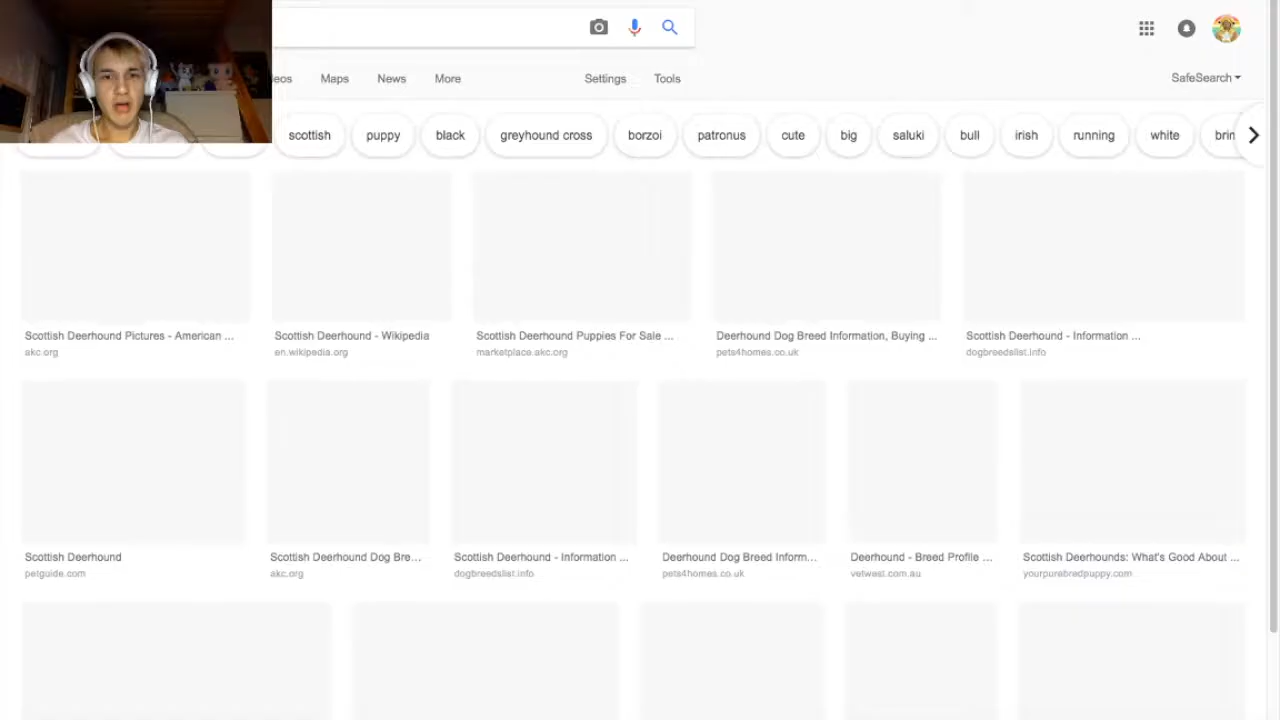 eos Maps News More Settings Tools SafeSearch
scottish puppy black greyhound cross borzoi patronus cute big saluki bull irish running white brin
Scottish Deerhound Pictures - American ... Scottish Deerhound - Wikipedia Scottish Deerhound Puppies For Sale ... Deerhound Dog Breed Information, Buying ... Scottish Deerhound - Information ...
akc.org en.wikipedia.org marketplace.akc.org pets4homes.co.uk dogbreedslist.info
Scottish Deerhound Scottish Deerhound Dog Bre... Scottish Deerhound - Information ... Deerhound Dog Breed Inform... Deerhound - Breed Profile ... Scottish Deerhounds: What's Good About ...
petguide.com akc.org dogbreedslist.info pets4homes.co.uk vetwest.com.au yourpurebredpuppy.com